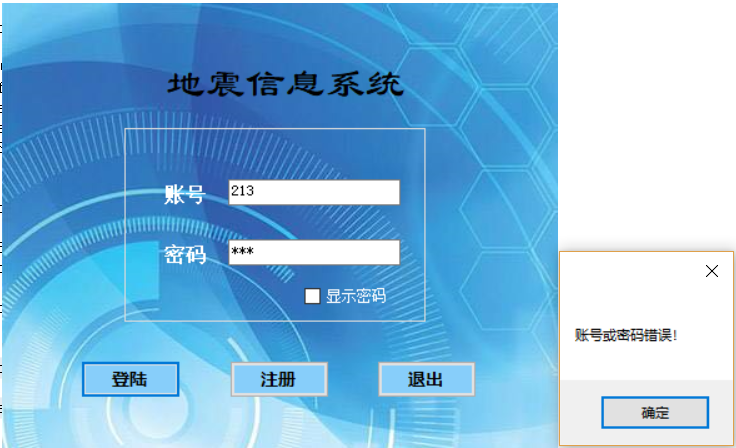 地震信息系统
账号 213
密码 ***
显示密码
登陆 注册 退出
账号或密码错误!
确定